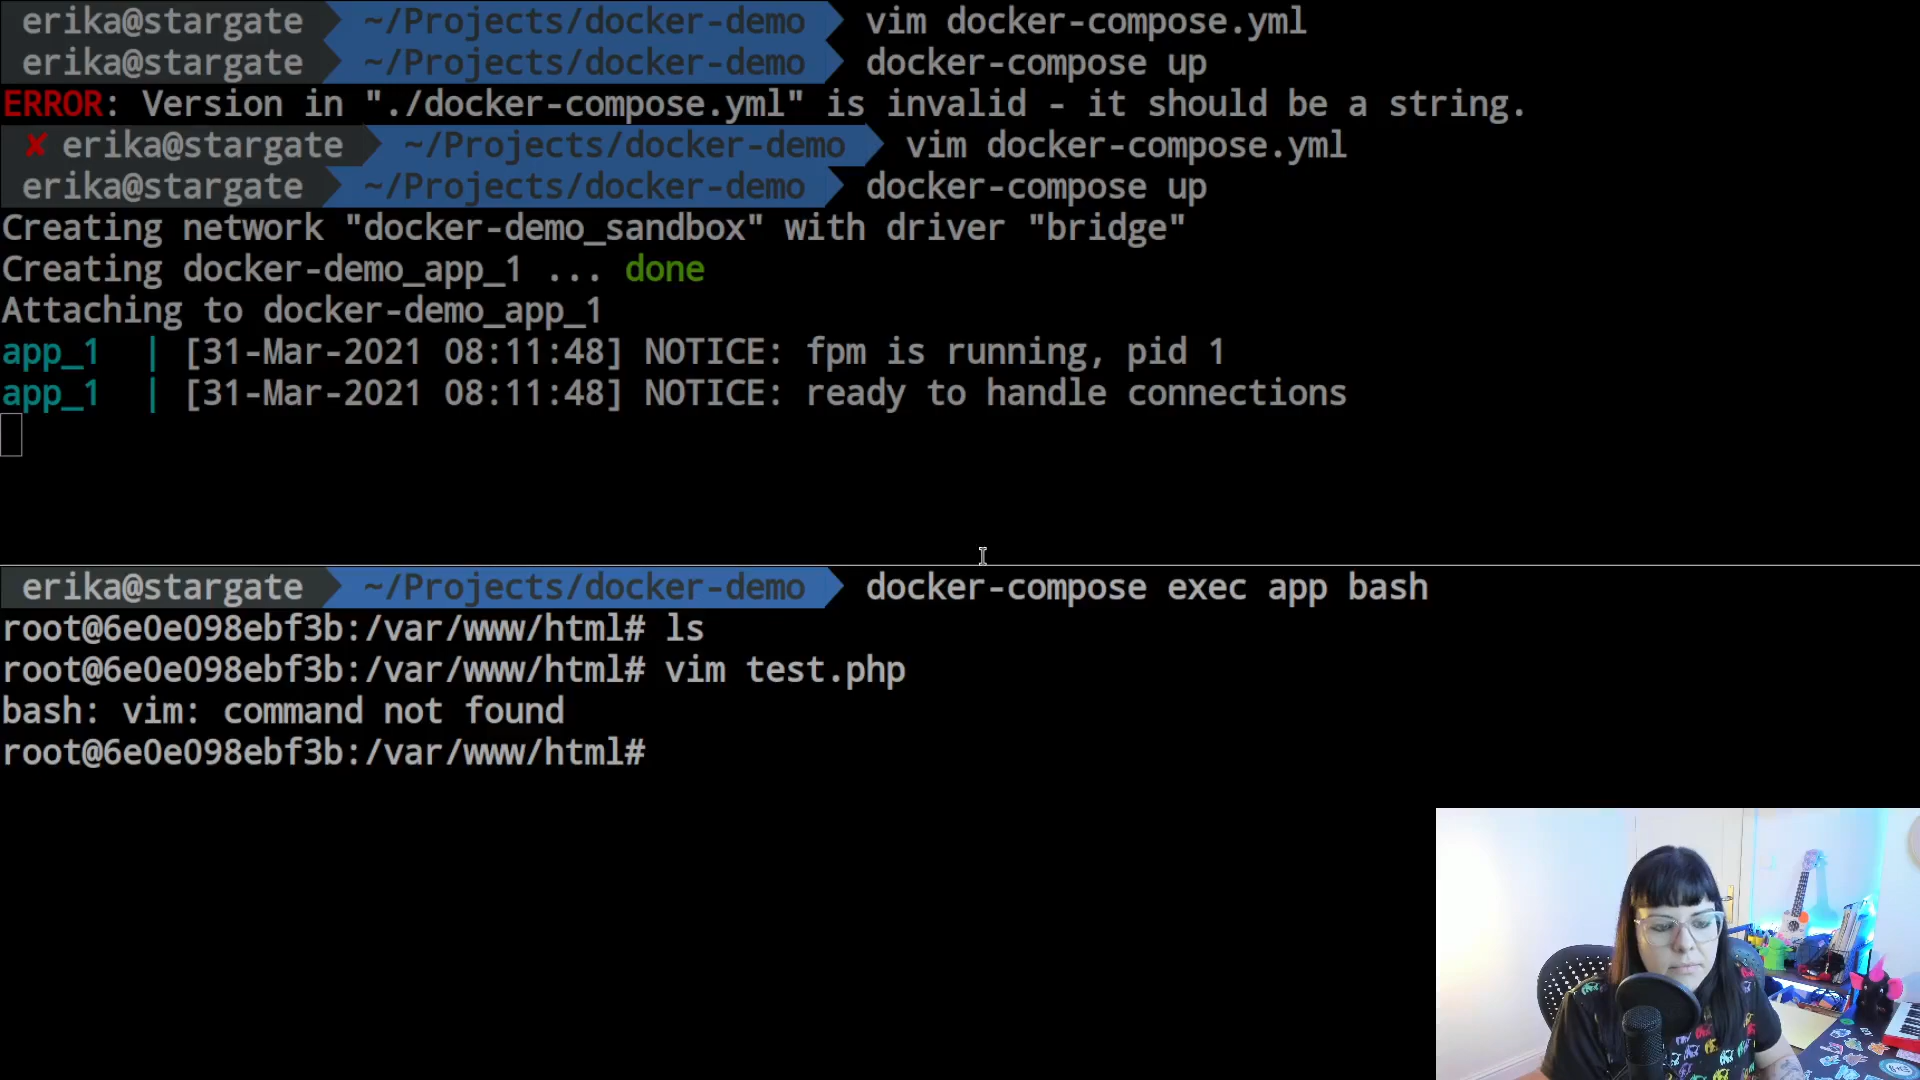 erika@stargate ~/Projects/docker-demo vim docker-compose.yml
erika@stargate ~/Projects/docker-demo docker-compose up
ERROR: Version in "./docker-compose.yml" is invalid - it should be a string.
✘ erika@stargate ~/Projects/docker-demo vim docker-compose.yml
erika@stargate ~/Projects/docker-demo docker-compose up
Creating network "docker-demo_sandbox" with driver "bridge"
Creating docker-demo_app_1 ... done
Attaching to docker-demo_app_1
app_1 | [31-Mar-2021 08:11:48] NOTICE: fpm is running, pid 1
app_1 | [31-Mar-2021 08:11:48] NOTICE: ready to handle connections
erika@stargate ~/Projects/docker-demo docker-compose exec app bash
root@6e0e098ebf3b:/var/www/html# ls
root@6e0e098ebf3b:/var/www/html# vim test.php
bash: vim: command not found
root@6e0e098ebf3b:/var/www/html#